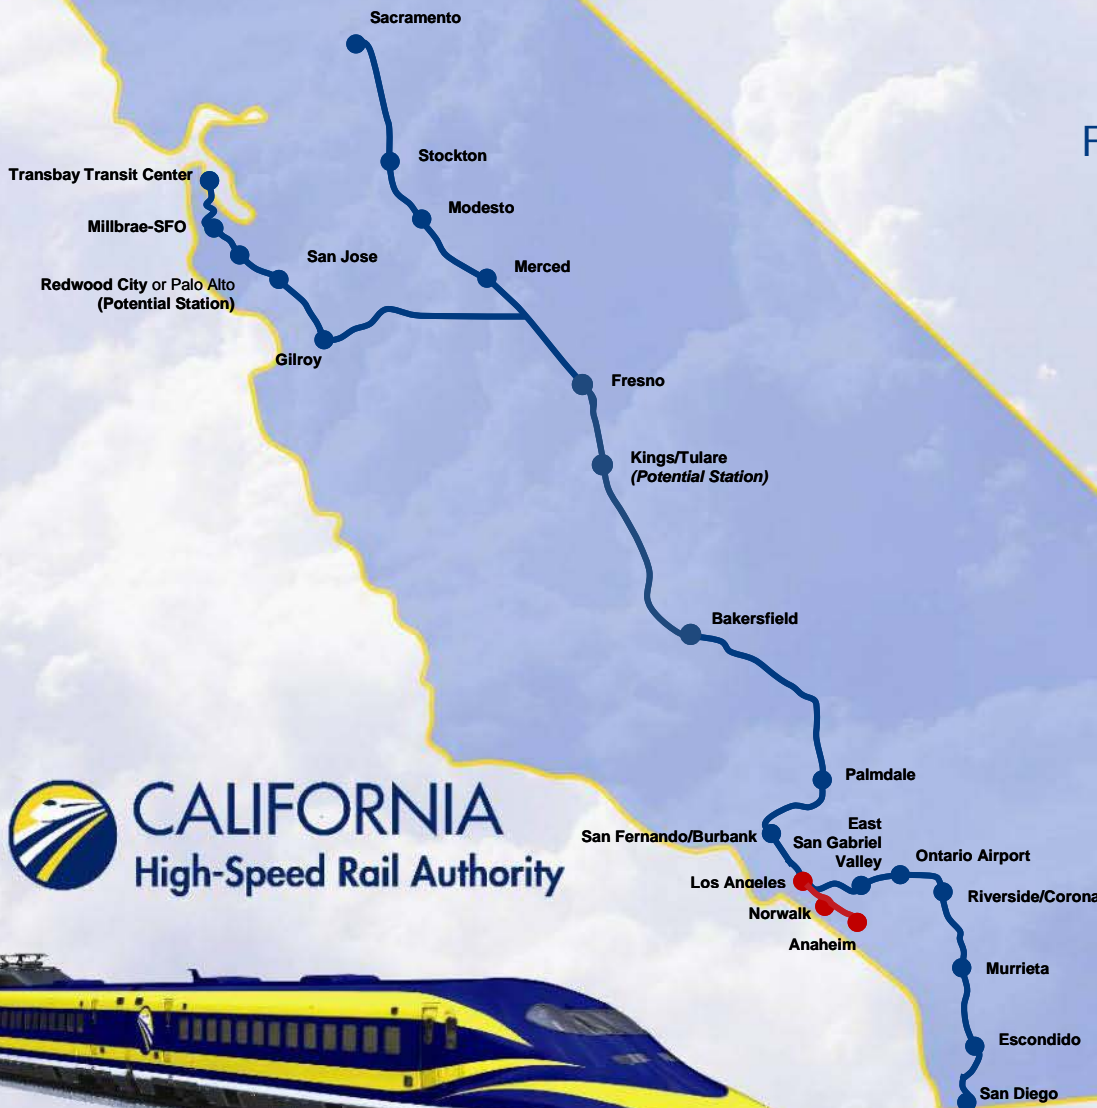 Sacramento
F
Stockton
Transbay Transit Center
Modesto
Millbrae-SFO
San Jose
Merced
Redwood City or Palo Alto
(Potential Station)
Gilroy
Fresno
Kings/Tulare
(Potential Station)
Bakersfield
Palmdale
CALIFORNIA
High-Speed Rail Authority
San Fernando/Burbank
East
San Gabriel
Valley
Ontario Airport
Los Angeles
Riverside/Corona
Norwalk
Anaheim
Murrieta
Escondido
San Diego